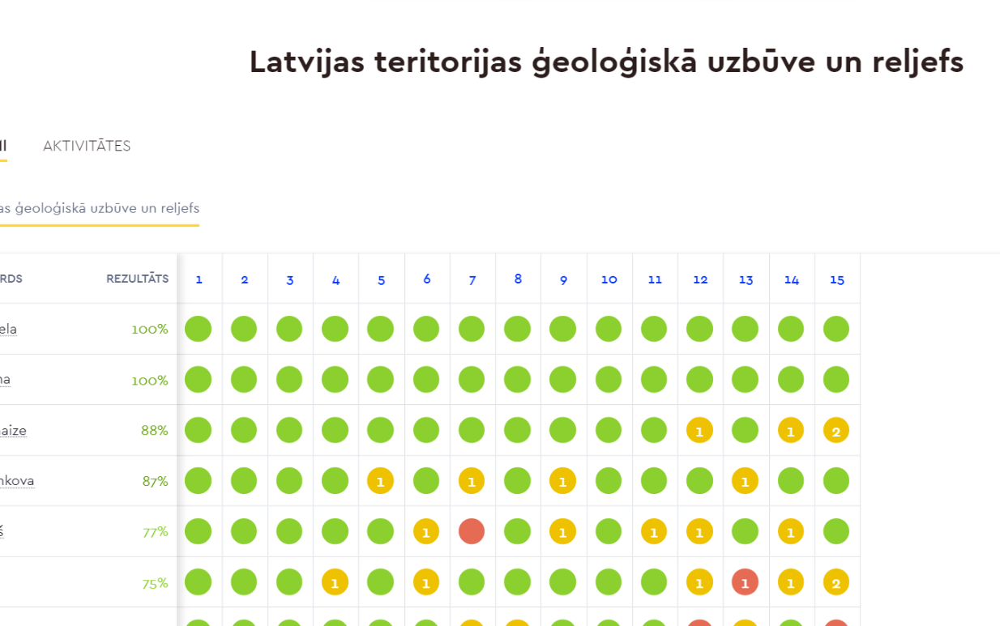 Latvijas teritorijas ģeoloģiskā uzbūve un reljefs
AKTIVITĀTES
as ģeoloģiskā uzbūve un reljefs
RDS REZULTĀTS 1 2 3 4 5 6 7 8 9 10 11 12 13 14 15
ela 100%
na 100%
aize 88% 1 1 2
nkova 87% 1 1 1 1
š 77% 1 1 1 1 1
75% 1 1 1 1 1 2